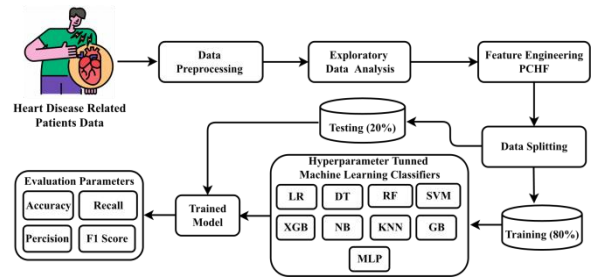 Heart Disease Related
Patients Data
Data
Preprocessing
Exploratory
Data Analysis
Feature Engineering
PCHF
Data Splitting
Testing (20%)
Training (80%)
Hyperparameter Tunned
Machine Learning Classifiers
LR
DT
RF
SVM
XGB
NB
KNN
GB
MLP
Trained
Model
Evaluation Parameters
Accuracy
Recall
Percision
F1 Score